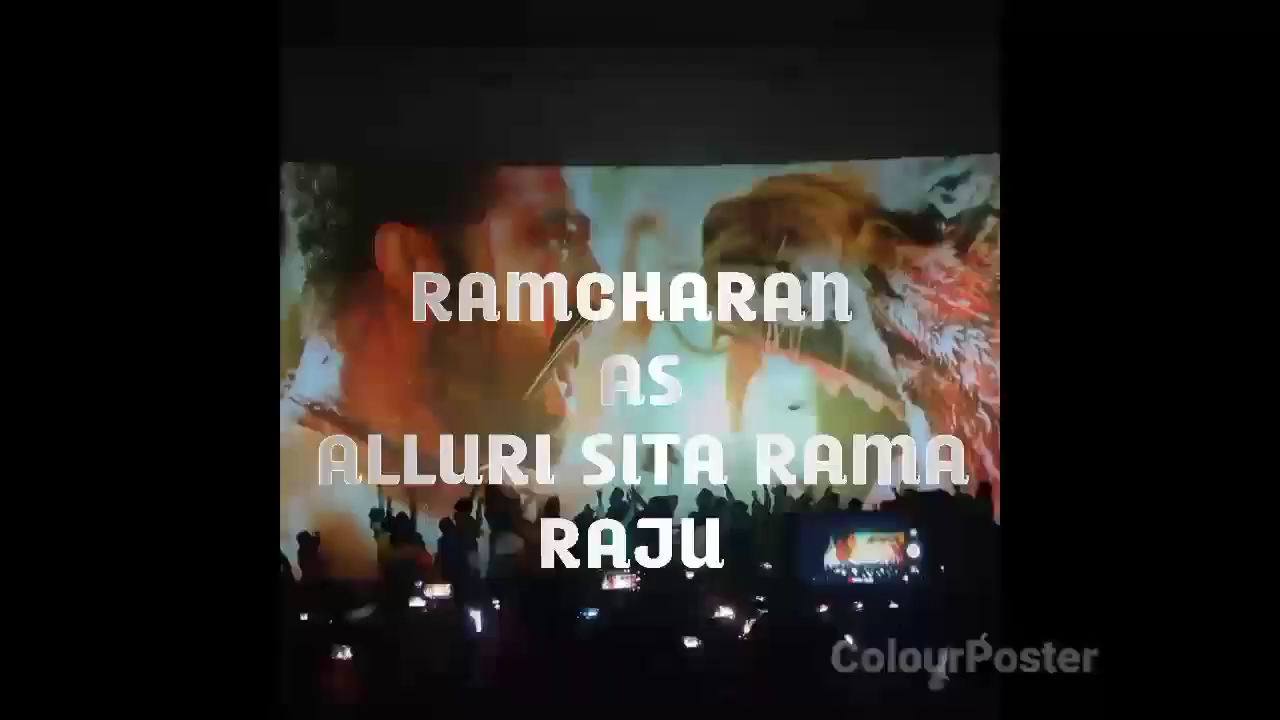 RAMCHARAN
AS
ALLURI SITA RAMA
RAJU
ColourPoster